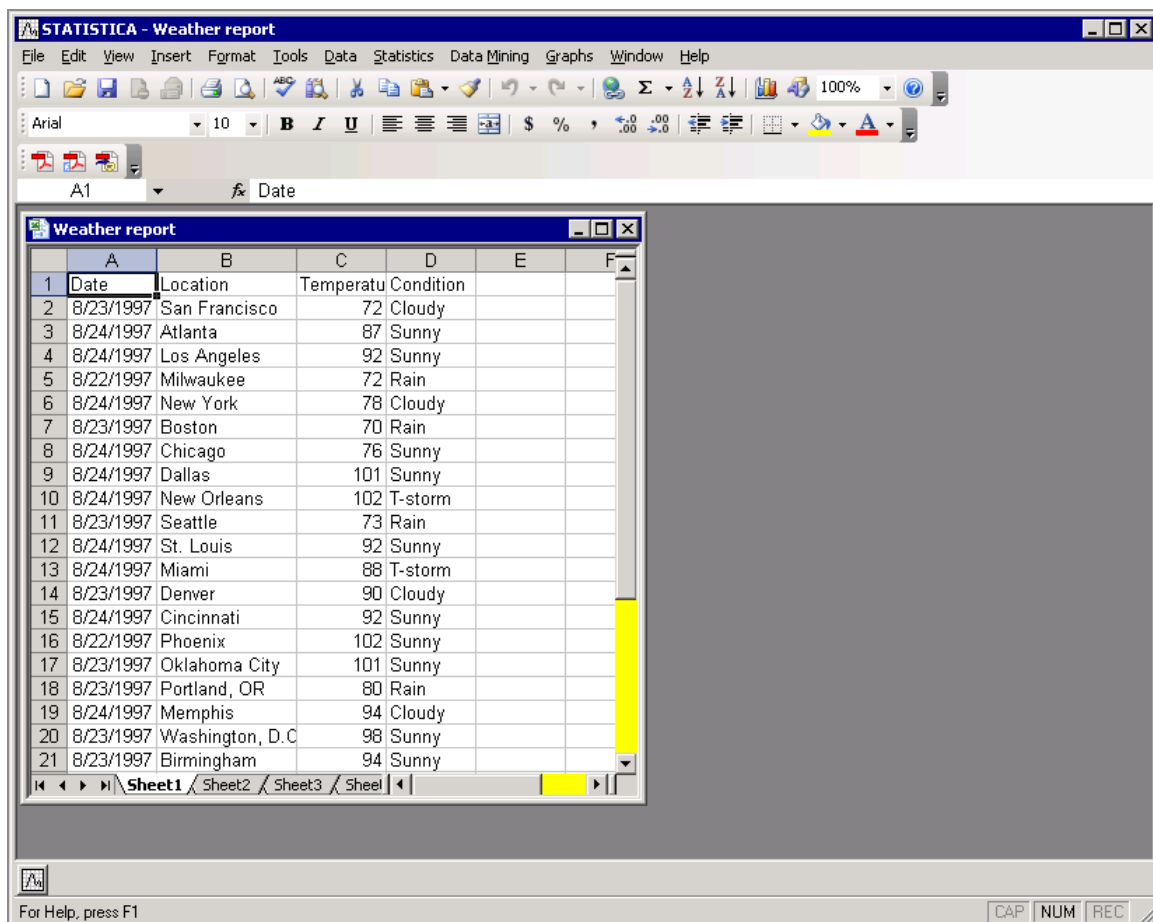 STATISTICA - Weather report
File Edit View Insert Format Tools Data Statistics Data Mining Graphs Window Help
ABC Σ A Z Z A 100%
Arial 10 B I U $ % , .00 .00 A
A1 fx Date
Weather report
A B C D E F
1 Date Location Temperatu Condition
2 8/23/1997 San Francisco 72 Cloudy
3 8/24/1997 Atlanta 87 Sunny
4 8/24/1997 Los Angeles 92 Sunny
5 8/22/1997 Milwaukee 72 Rain
6 8/24/1997 New York 78 Cloudy
7 8/23/1997 Boston 70 Rain
8 8/24/1997 Chicago 76 Sunny
9 8/24/1997 Dallas 101 Sunny
10 8/24/1997 New Orleans 102 T-storm
11 8/23/1997 Seattle 73 Rain
12 8/24/1997 St. Louis 92 Sunny
13 8/24/1997 Miami 88 T-storm
14 8/23/1997 Denver 90 Cloudy
15 8/24/1997 Cincinnati 92 Sunny
16 8/22/1997 Phoenix 102 Sunny
17 8/23/1997 Oklahoma City 101 Sunny
18 8/23/1997 Portland, OR 80 Rain
19 8/24/1997 Memphis 94 Cloudy
20 8/23/1997 Washington, D.C 98 Sunny
21 8/23/1997 Birmingham 94 Sunny
Sheet1 Sheet2 Sheet3 Sheet
For Help, press F1 CAP NUM REC